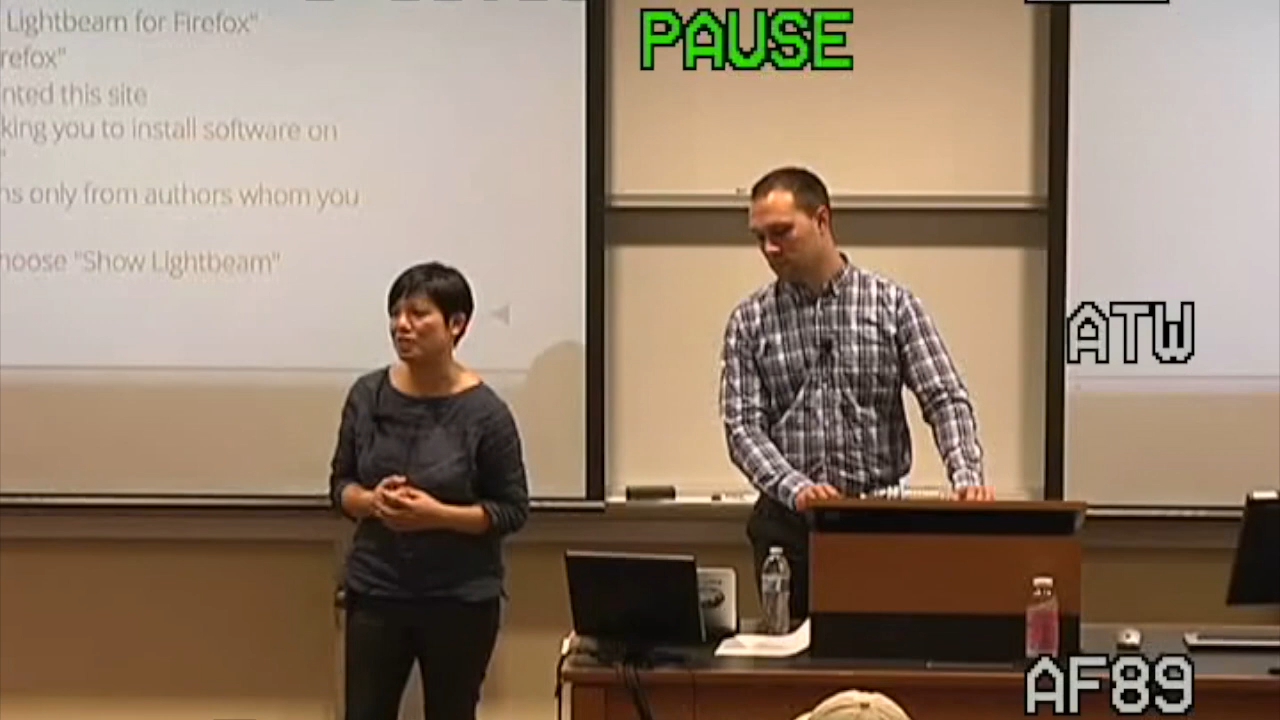 Lightbeam for Firefox"
refox"
nted this site
king you to install software on
"
ns only from authors whom you
hoose "Show Lightbeam"
PAUSE
ATW
AF89